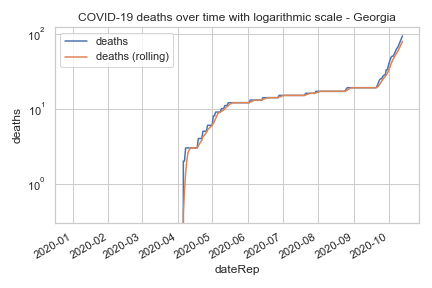 COVID-19 deaths over time with logarithmic scale - Georgia
deaths
deaths (rolling)
10²
10¹
10⁰
deaths
2020-01
2020-02
2020-03
2020-04
2020-05
2020-06
2020-07
2020-08
2020-09
2020-10
dateRep